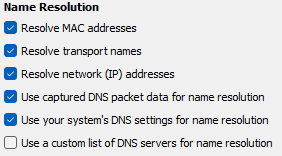 Name Resolution
Resolve MAC addresses
Resolve transport names
Resolve network (IP) addresses
Use captured DNS packet data for name resolution
Use your system's DNS settings for name resolution
Use a custom list of DNS servers for name resolution